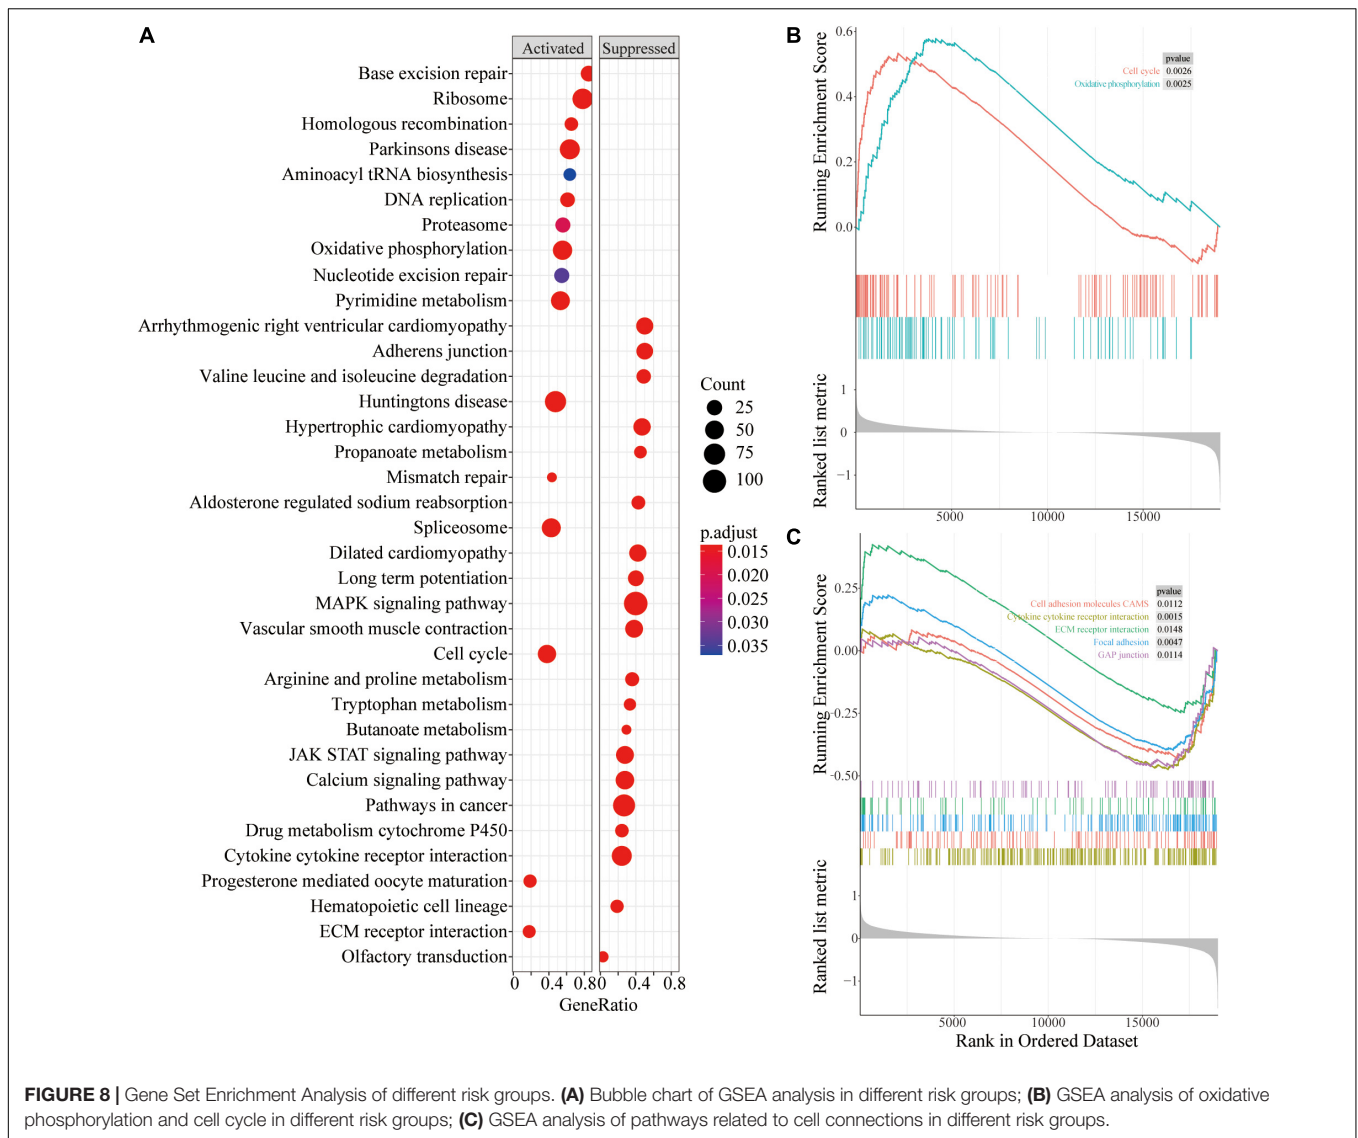 A
Activated
Suppressed
Base excision repair
Ribosome
Homologous recombination
Parkinsons disease
Aminoacyl tRNA biosynthesis
DNA replication
Proteasome
Oxidative phosphorylation
Nucleotide excision repair
Pyrimidine metabolism
Arrhythmogenic right ventricular cardiomyopathy
Adherens junction
Valine leucine and isoleucine degradation
Huntingtons disease
Hypertrophic cardiomyopathy
Propanoate metabolism
Mismatch repair
Aldosterone regulated sodium reabsorption
Spliceosome
Dilated cardiomyopathy
Long term potentiation
MAPK signaling pathway
Vascular smooth muscle contraction
Cell cycle
Arginine and proline metabolism
Tryptophan metabolism
Butanoate metabolism
JAK STAT signaling pathway
Calcium signaling pathway
Pathways in cancer
Drug metabolism cytochrome P450
Cytokine cytokine receptor interaction
Progesterone mediated oocyte maturation
Hematopoietic cell lineage
ECM receptor interaction
Olfactory transduction
0 0.4 0.8 0 0.4 0.8
GeneRatio
Count
25
50
75
100
p.adjust
0.015
0.020
0.025
0.030
0.035
B
Running Enrichment Score
0.6
0.4
0.2
0.0
pvalue
Cell cycle 0.0026
Oxidative phosphorylation 0.0025
Ranked list metric
1
0
−1
5000 10000 15000
C
Running Enrichment Score
0.25
0.00
-0.25
-0.50
pvalue
Cell adhesion molecules CAMS 0.0112
Cytokine cytokine receptor interaction 0.0015
ECM receptor interaction 0.0148
Focal adhesion 0.0047
GAP junction 0.0114
Ranked list metric
1
0
−1
5000 10000 15000
Rank in Ordered Dataset
FIGURE 8 | Gene Set Enrichment Analysis of different risk groups. (A) Bubble chart of GSEA analysis in different risk groups; (B) GSEA analysis of oxidative
phosphorylation and cell cycle in different risk groups; (C) GSEA analysis of pathways related to cell connections in different risk groups.